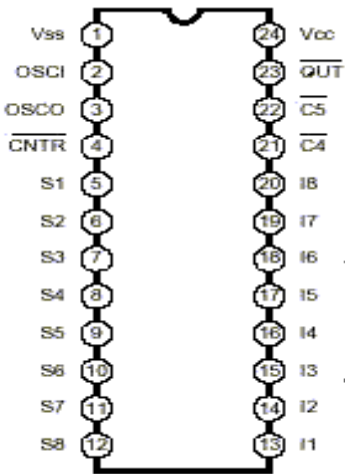 Vss 1 24 Vcc
OSCI 2 23 OUT
OSCO 3 22 C5
CNTR 4 21 C4
S1 5 20 I8
S2 6 19 I7
S3 7 18 I6
S4 8 17 I5
S5 9 16 I4
S6 10 15 I3
S7 11 14 I2
S8 12 13 I1